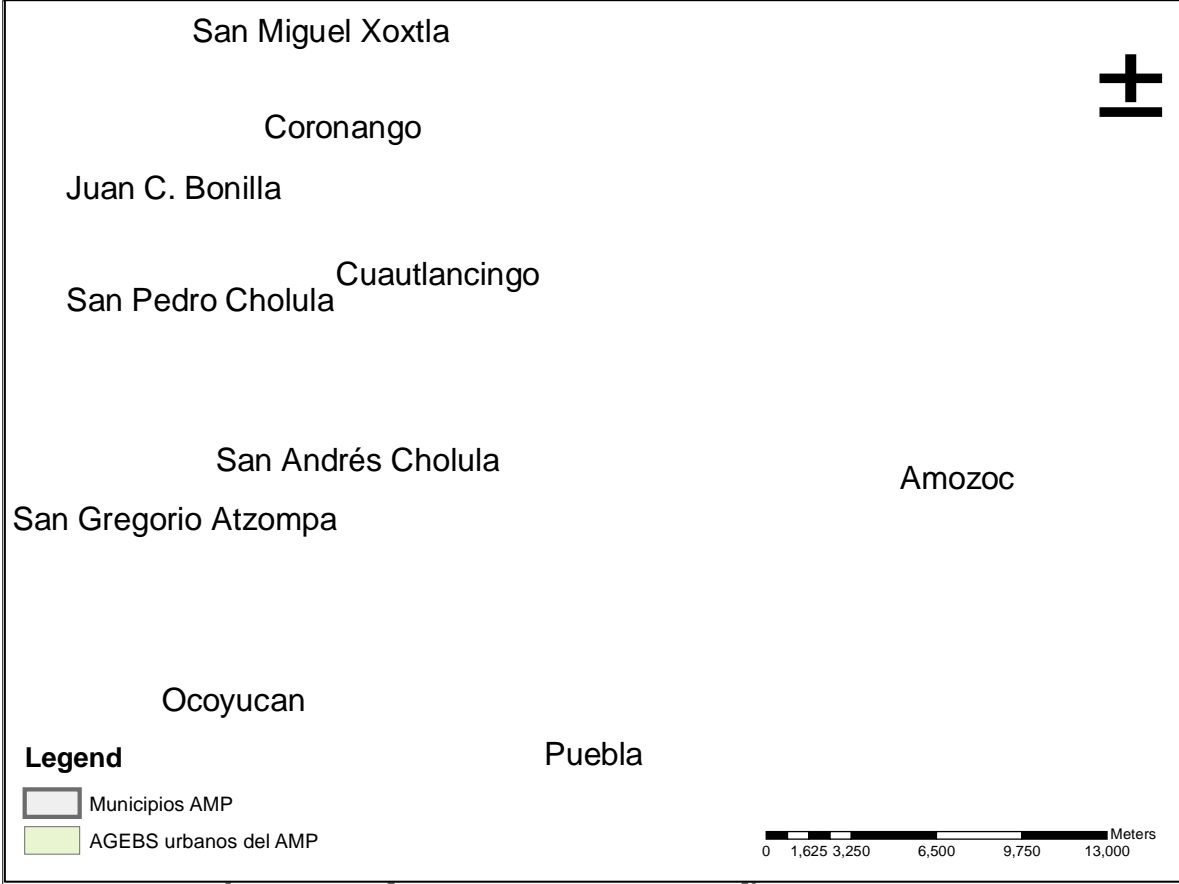 San Miguel Xoxtla
Coronango
Juan C. Bonilla
Cuautlancingo
San Pedro Cholula
San Andrés Cholula
Amozoc
San Gregorio Atzompa
Ocoyucan
Puebla
Legend
Municipios AMP
AGEBS urbanos del AMP
Meters
0 1,625 3,250 6,500 9,750 13,000